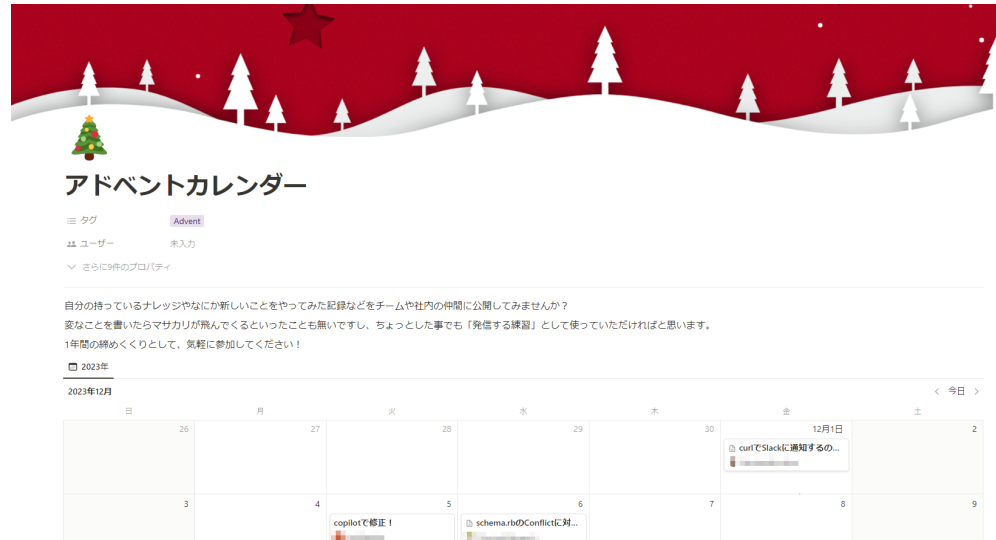 アドベントカレンダー
タグ Advent
ユーザー 未入力
さらに9件のプロパティ
自分の持っているナレッジやなにか新しいことをやってみた記録などをチームや社内の仲間に公開してみませんか？
変なことを書いたらマサカリが飛んでくるといったことも無いですし、ちょっとした事でも「発信する練習」として使っていただければと思います。
1年間の締めくくりとして、気軽に参加してください！
2023年
2023年12月 今日
日 月 火 水 木 金 土
26 27 28 29 30 12月1日 2
curlでSlackに通知するの...
3 4 5 6 7 8 9
copilotで修正！ schema.rbのConflictに対...